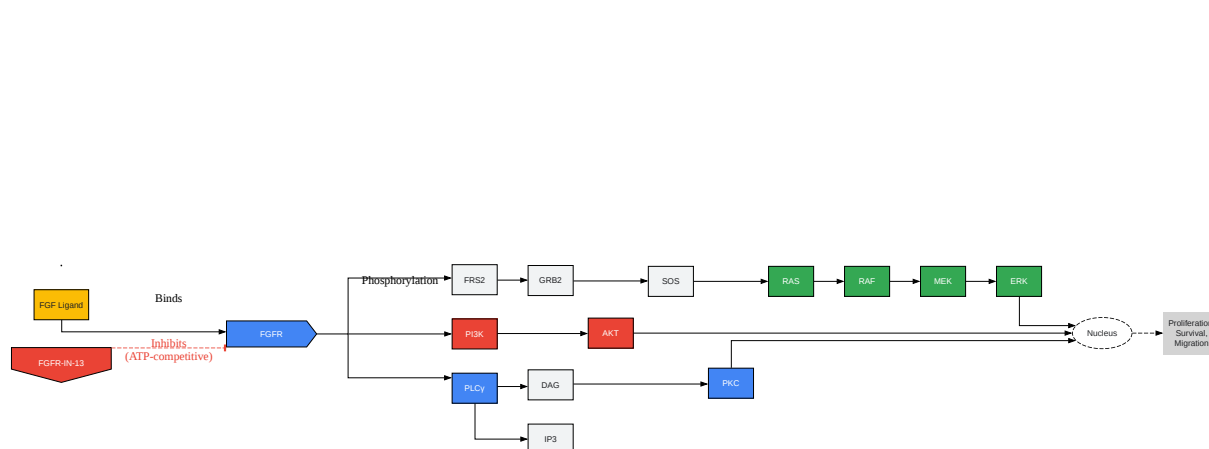 FGF Ligand
Binds
FGFR-IN-13
Inhibits
(ATP-competitive)
FGFR
Phosphorylation
FRS2
GRB2
SOS
RAS
RAF
MEK
ERK
PI3K
AKT
PLCγ
DAG
PKC
IP3
Nucleus
Proliferation,
Survival,
Migration